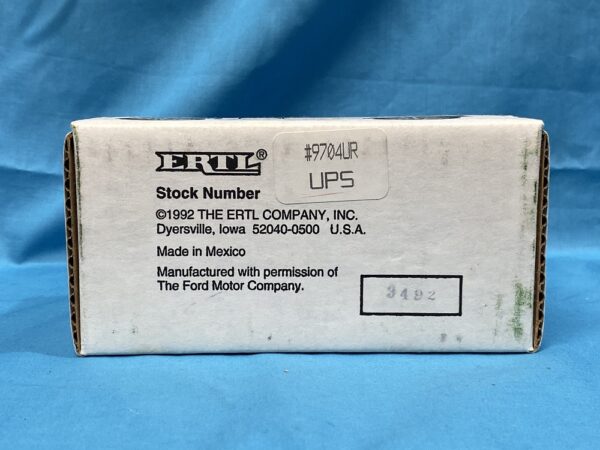 ERTL®
#9704UR
UPS
Stock Number
©1992 THE ERTL COMPANY, INC.
Dyersville, Iowa 52040-0500 U.S.A.
Made in Mexico
Manufactured with permission of
The Ford Motor Company.
3492